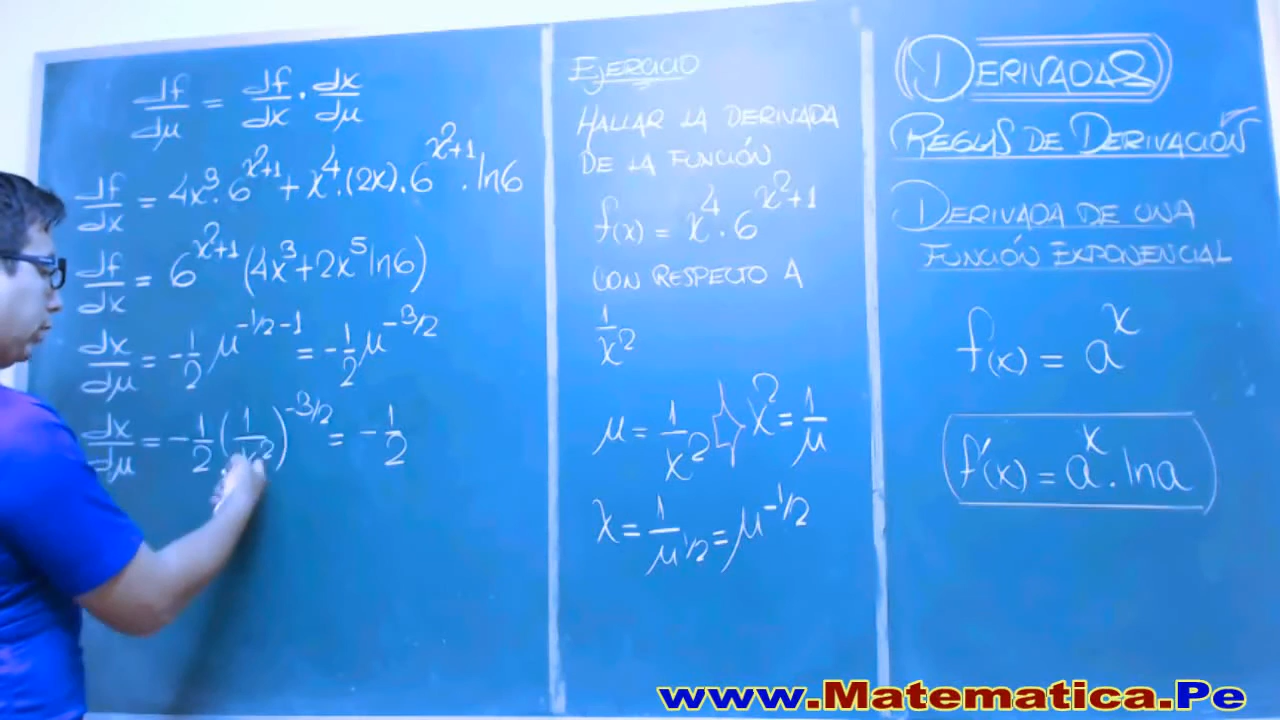 df/dμ = df/dx · dx/dμ
df/dx = 4x³·6^(x²+1) + x⁴·(2x)·6^(x²+1)·ln6
df/dx = 6^(x²+1) (4x³+2x⁵ ln6)
dx/dμ = -1/2 μ^(-1/2-1) = -1/2 μ^(-3/2)
dx/dμ = -1/2 (1/x²)^(-3/2) = -1/2
EJERCICIO
HALLAR LA DERIVADA
DE LA FUNCIÓN
f(x) = x⁴·6^(x²+1)
CON RESPECTO A
1/x²
μ = 1/x² x² = 1/μ
x = 1/μ^(1/2) = μ^(-1/2)
DERIVADAS
REGLAS DE DERIVACIÓN
DERIVADA DE UNA
FUNCIÓN EXPONENCIAL
f(x) = a^x
f'(x) = a^x · lna
www.Matematica.Pe